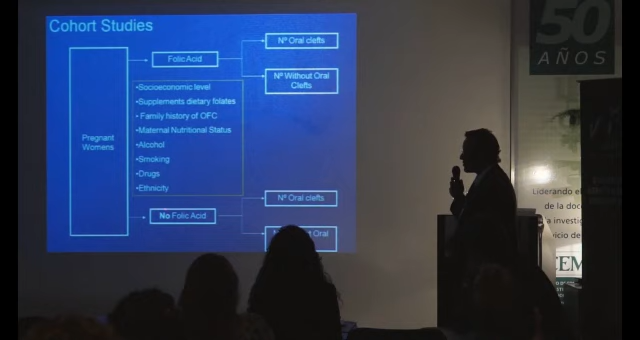 Cohort Studies
Pregnant
Womens
Folic Acid
Nº Oral clefts
Nº Without Oral
Clefts
•Socioeconomic level
•Supplements dietary folates
• Family history of OFC
•Maternal Nutritional Status
•Alcohol
•Smoking
•Drugs
•Ethnicity
No Folic Acid
Nº Oral clefts
Oral
50
AÑOS
Liderando el
de la doc
a investi
icio de
CEM